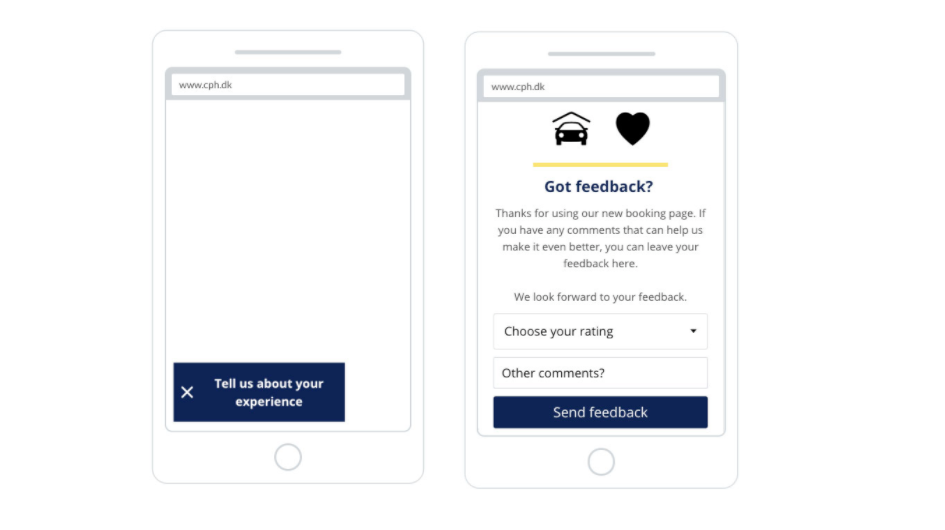 www.cph.dk
Tell us about your
experience
www.cph.dk
Got feedback?
Thanks for using our new booking page. If
you have any comments that can help us
make it even better, you can leave your
feedback here.
We look forward to your feedback.
Choose your rating
Other comments?
Send feedback